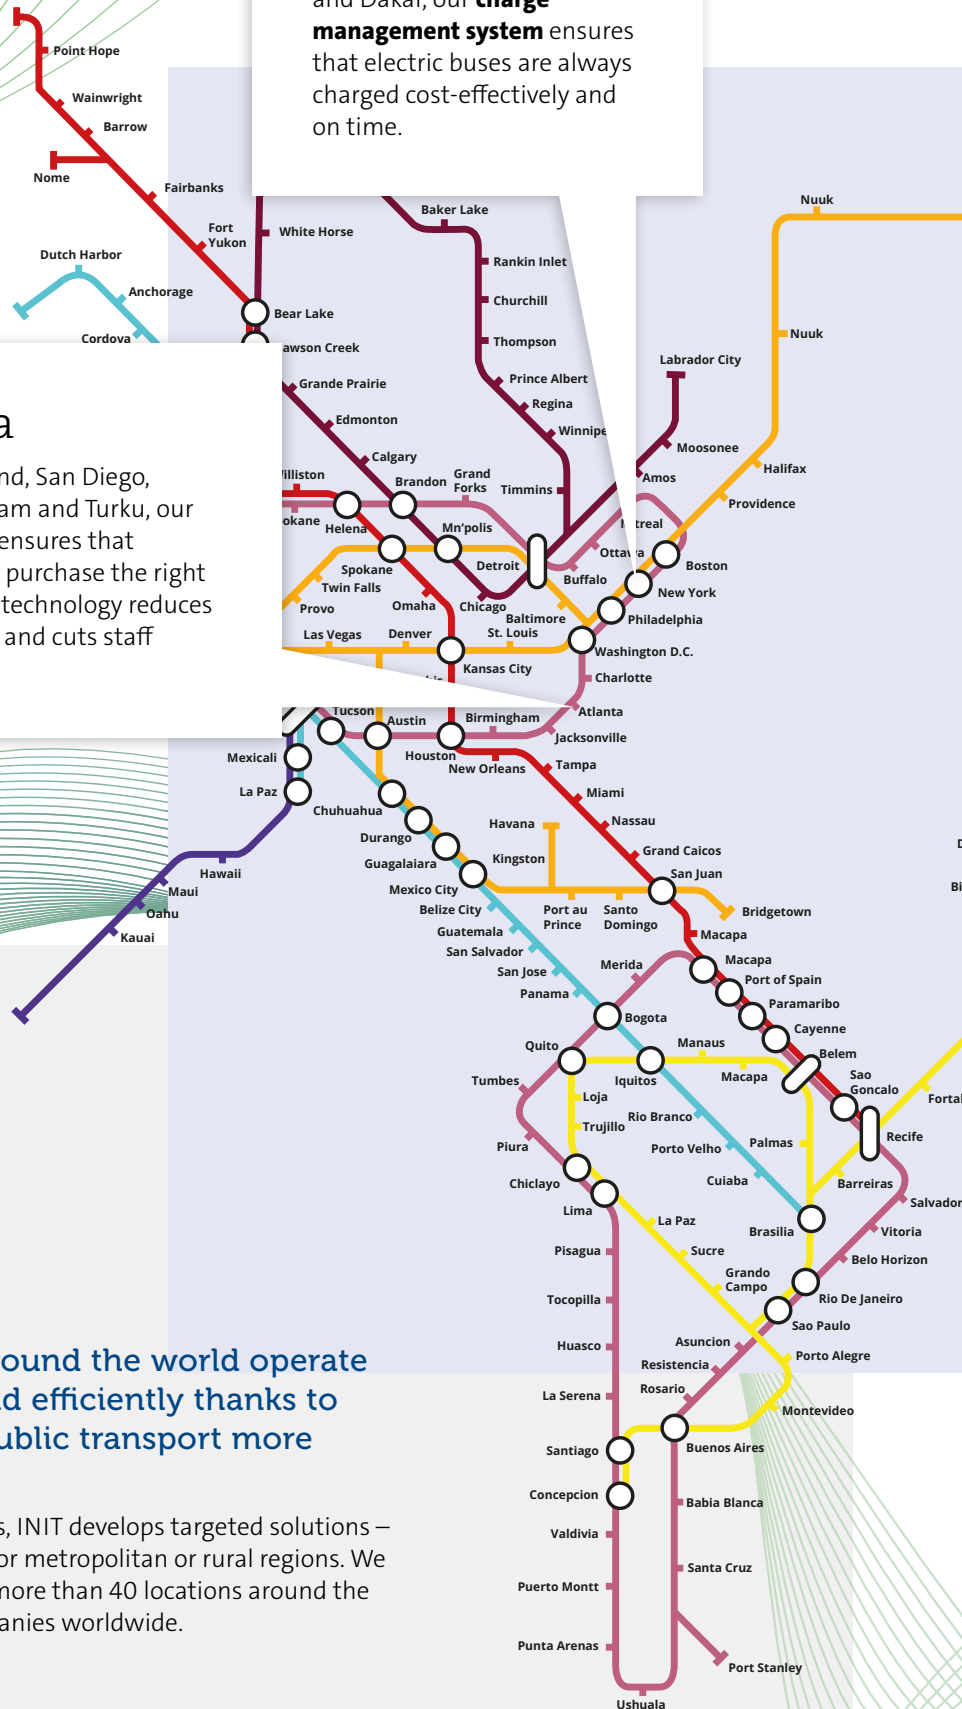 and Dakar, our charge
management system ensures
that electric buses are always
charged cost-effectively and
on time.
Point Hope
Wainwright
Barrow
Nome
Fairbanks
Fort
Yukon
White Horse
Baker Lake
Nuuk
Dutch Harbor
Rankin Inlet
Anchorage
Churchill
Bear Lake
Nuuk
Cordova
awson Creek
Thompson
Labrador City
Grande Prairie
Prince Albert
Regina
Edmonton
Winnipe
Moosonee
Calgary
Halifax
Amos
a
nd, San Diego,
am and Turku, our
ensures that
purchase the right
technology reduces
and cuts staff
illiston
Brandon
Grand
Forks
Timmins
Providence
okane
Helena
Mn'polis
treal
Ottawa
Spokane
Detroit
Boston
Buffalo
Twin Falls
New York
Provo
Omaha
Chicago
Baltimore
Philadelphia
Las Vegas
Denver
St. Louis
Washington D.C.
Kansas City
Charlotte
Tucson
Austin
Birmingham
Atlanta
Jacksonville
Mexicali
Houston
New Orleans
Tampa
La Paz
Miami
Chuhuahua
Nassau
Havana
Durango
Grand Caicos
Kingston
Guagalaiara
San Juan
Hawaii
Maui
Mexico City
Oahu
Belize City
Port au
Prince
Santo
Domingo
Bridgetown
Kauai
Guatemala
Macapa
San Salvador
Merida
Macapa
San Jose
Port of Spain
Panama
Paramaribo
Bogota
Cayenne
Quito
Manaus
Belem
Tumbes
Iquitos
Macapa
Sao
Goncalo
Loja
Fortal
Rio Branco
Trujillo
Piura
Porto Velho
Palmas
Recife
Chiclayo
Cuiaba
Barreiras
Lima
Salvador
La Paz
Brasilia
Vitoria
Pisagua
Sucre
Belo Horizon
Grando
Campo
Tocopilla
Rio De Janeiro
Sao Paulo
Huasco
Asuncion
Porto Alegre
Resistencia
Rosario
La Serena
Montevideo
Santiago
Buenos Aires
Concepcion
Babia Blanca
Valdivia
Santa Cruz
Puerto Montt
Punta Arenas
Port Stanley
Ushuala
ound the world operate
d efficiently thanks to
ublic transport more
s, INIT develops targeted solutions –
or metropolitan or rural regions. We
more than 40 locations around the
anies worldwide.